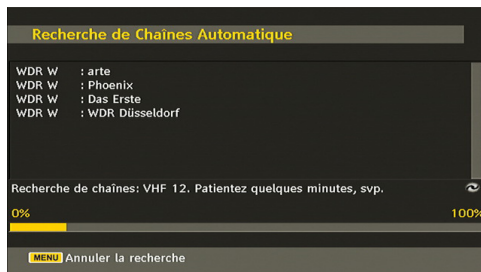 Recherche de Chaînes Automatique
WDR W : arte
WDR W : Phoenix
WDR W : Das Erste
WDR W : WDR Düsseldorf
Recherche de chaînes: VHF 12. Patientez quelques minutes, svp.
0% 100%
MENU Annuler la recherche